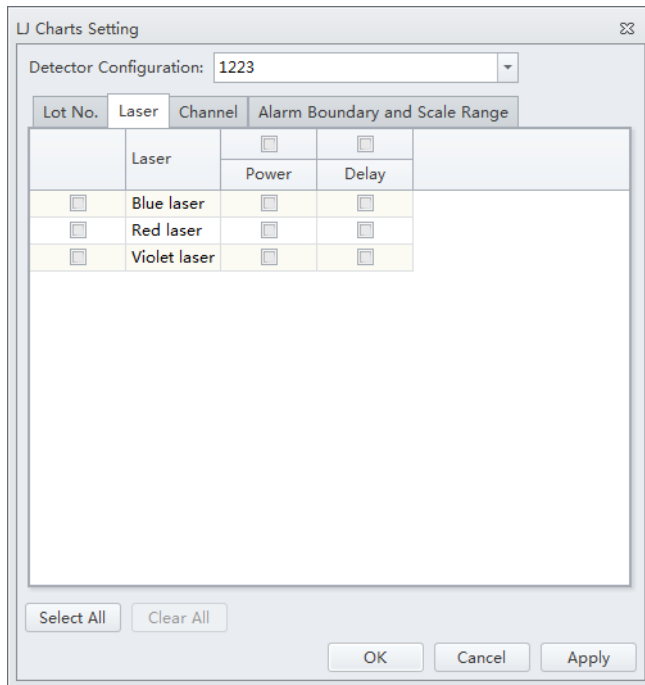 LJ Charts Setting
Detector Configuration: 1223
Lot No. Laser Channel Alarm Boundary and Scale Range
Laser
Power Delay
Blue laser
Red laser
Violet laser
Select All Clear All
OK Cancel Apply